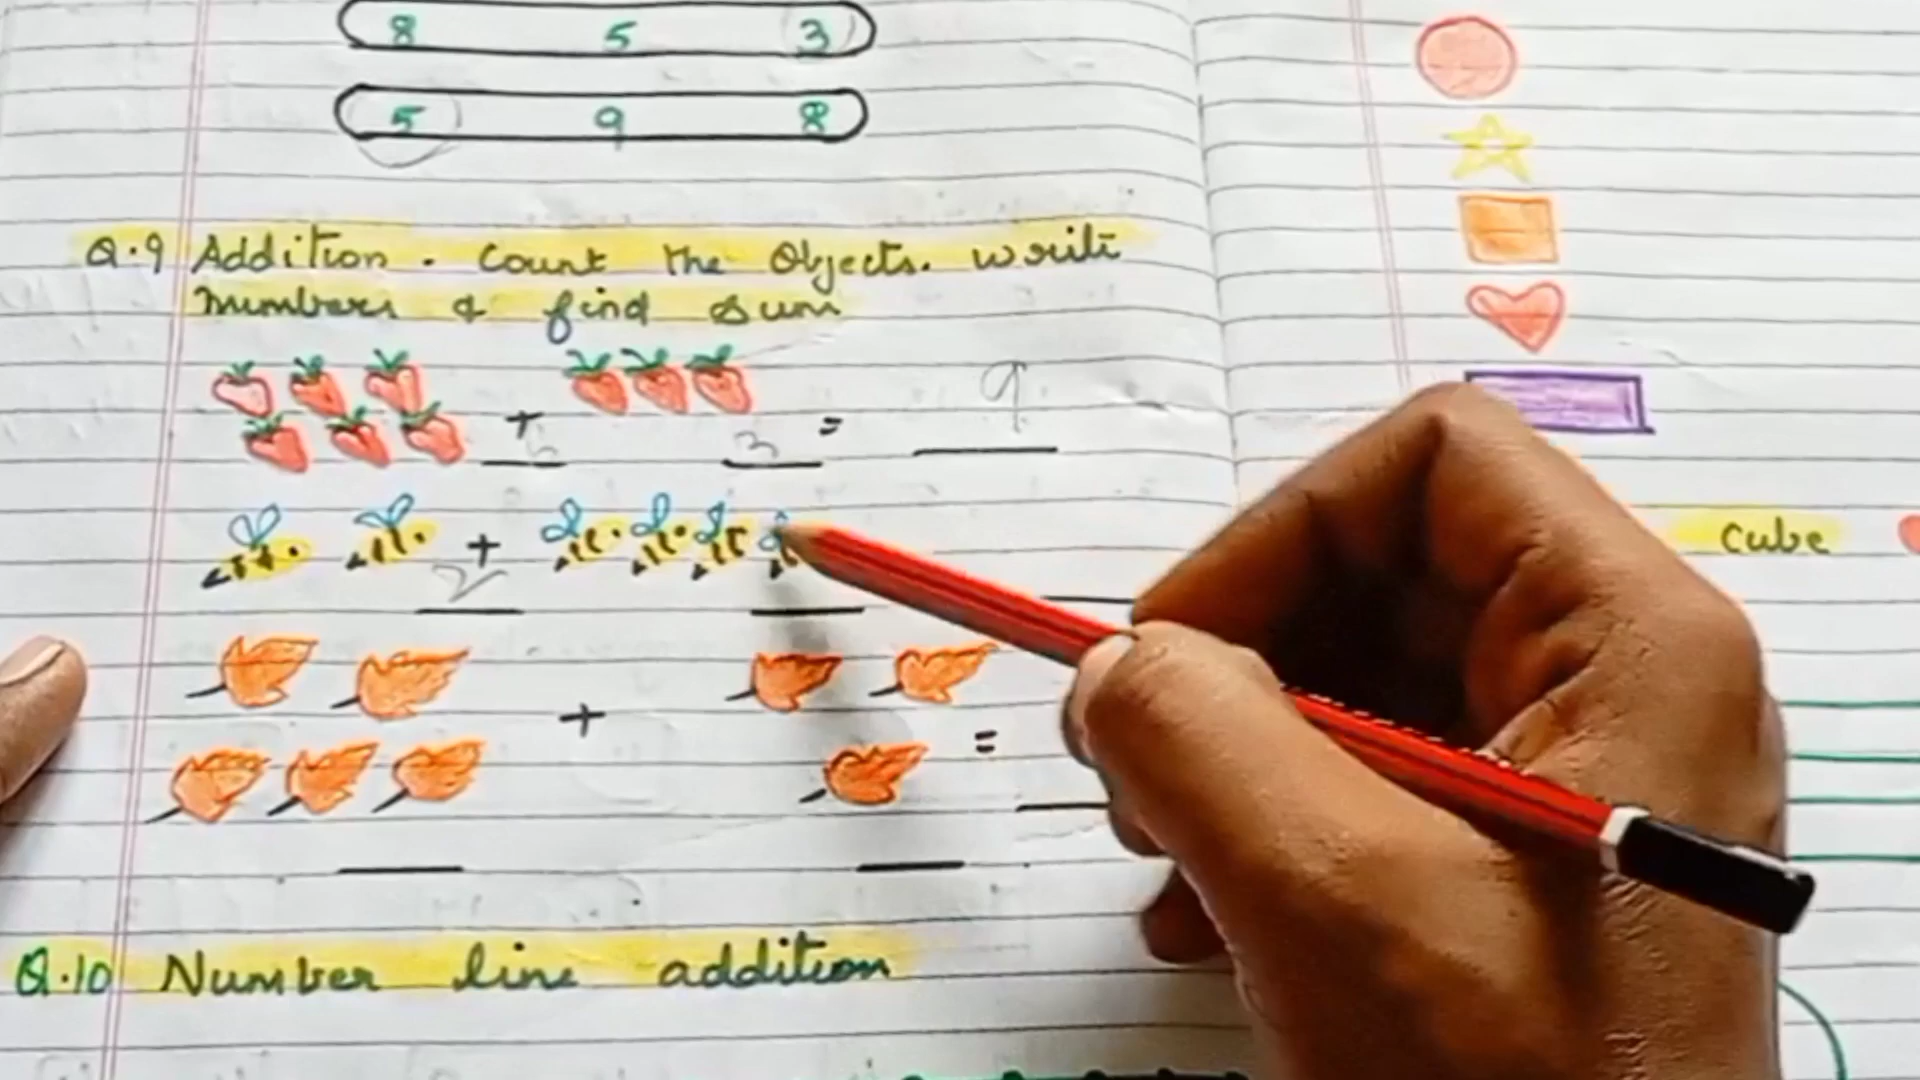 8 5 3
5 9 8
Q.9 Addition. Count the Objects. write
numbers & find sum
+ =
6 3 9
+
2
+ =
Q.10 Number line addition
Cube